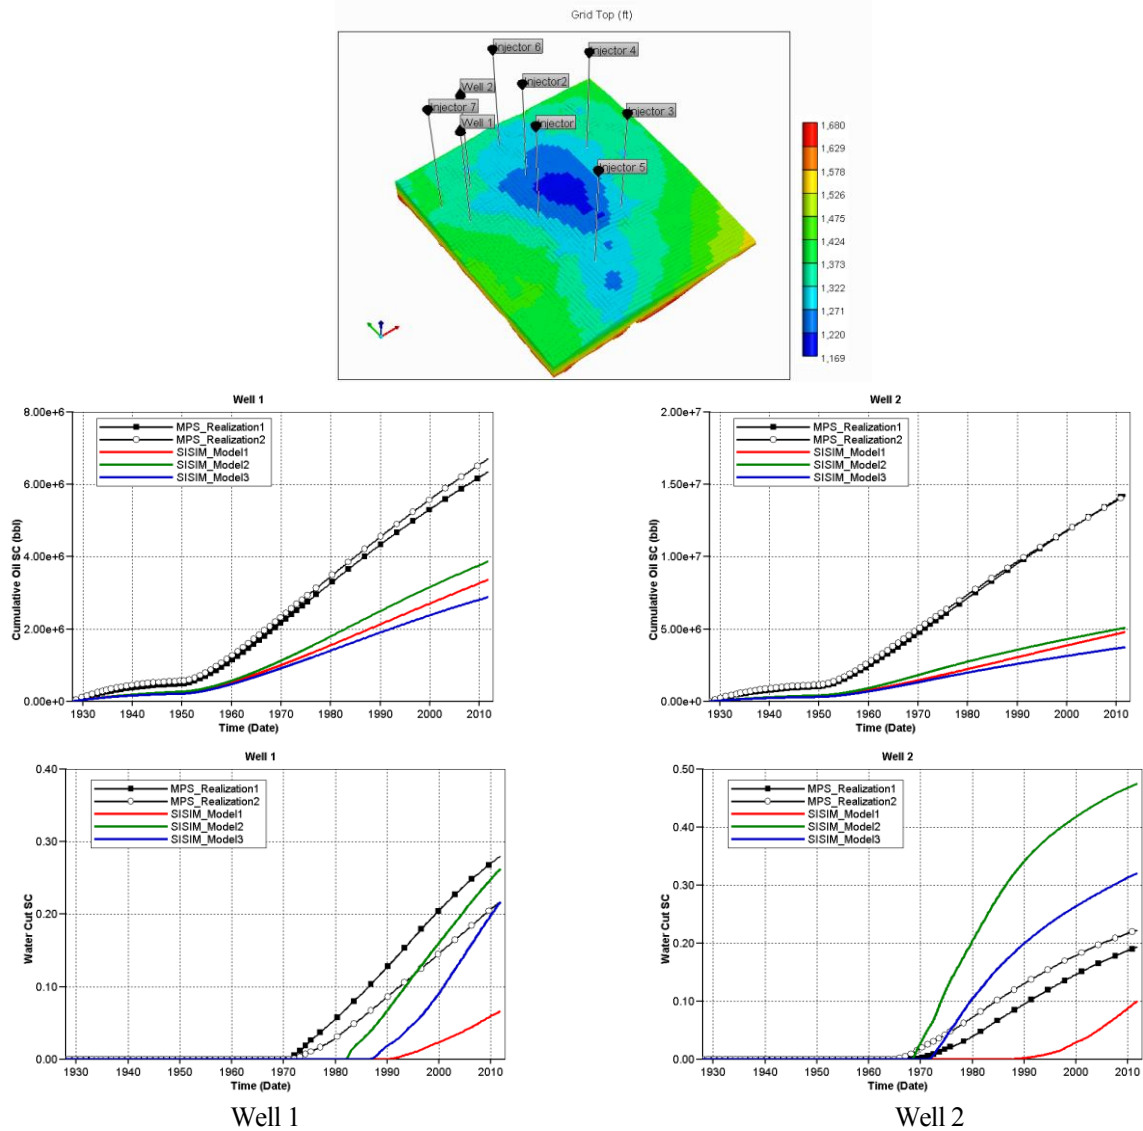 Grid Top (ft)
Injector 6
Injector 4
Well 2
Injector2
Injector 7
Injector 3
Well 1
Injector
Injector 5
1,680
1,629
1,578
1,526
1,475
1,424
1,373
1,322
1,271
1,220
1,169
Well 1
8.00e+6
6.00e+6
4.00e+6
2.00e+6
0.00e+0
Cumulative Oil SC (bbl)
MPS_Realization1
MPS_Realization2
SISIM_Model1
SISIM_Model2
SISIM_Model3
1930 1940 1950 1960 1970 1980 1990 2000 2010
Time (Date)
Well 2
2.00e+7
1.50e+7
1.00e+7
5.00e+6
0.00e+0
Cumulative Oil SC (bbl)
MPS_Realization1
MPS_Realization2
SISIM_Model1
SISIM_Model2
SISIM_Model3
1930 1940 1950 1960 1970 1980 1990 2000 2010
Time (Date)
Well 1
0.40
0.30
0.20
0.10
0.00
Water Cut SC
MPS_Realization1
MPS_Realization2
SISIM_Model1
SISIM_Model2
SISIM_Model3
1930 1940 1950 1960 1970 1980 1990 2000 2010
Time (Date)
Well 1
Well 2
0.50
0.40
0.30
0.20
0.10
0.00
Water Cut SC
MPS_Realization1
MPS_Realization2
SISIM_Model1
SISIM_Model2
SISIM_Model3
1930 1940 1950 1960 1970 1980 1990 2000 2010
Time (Date)
Well 2